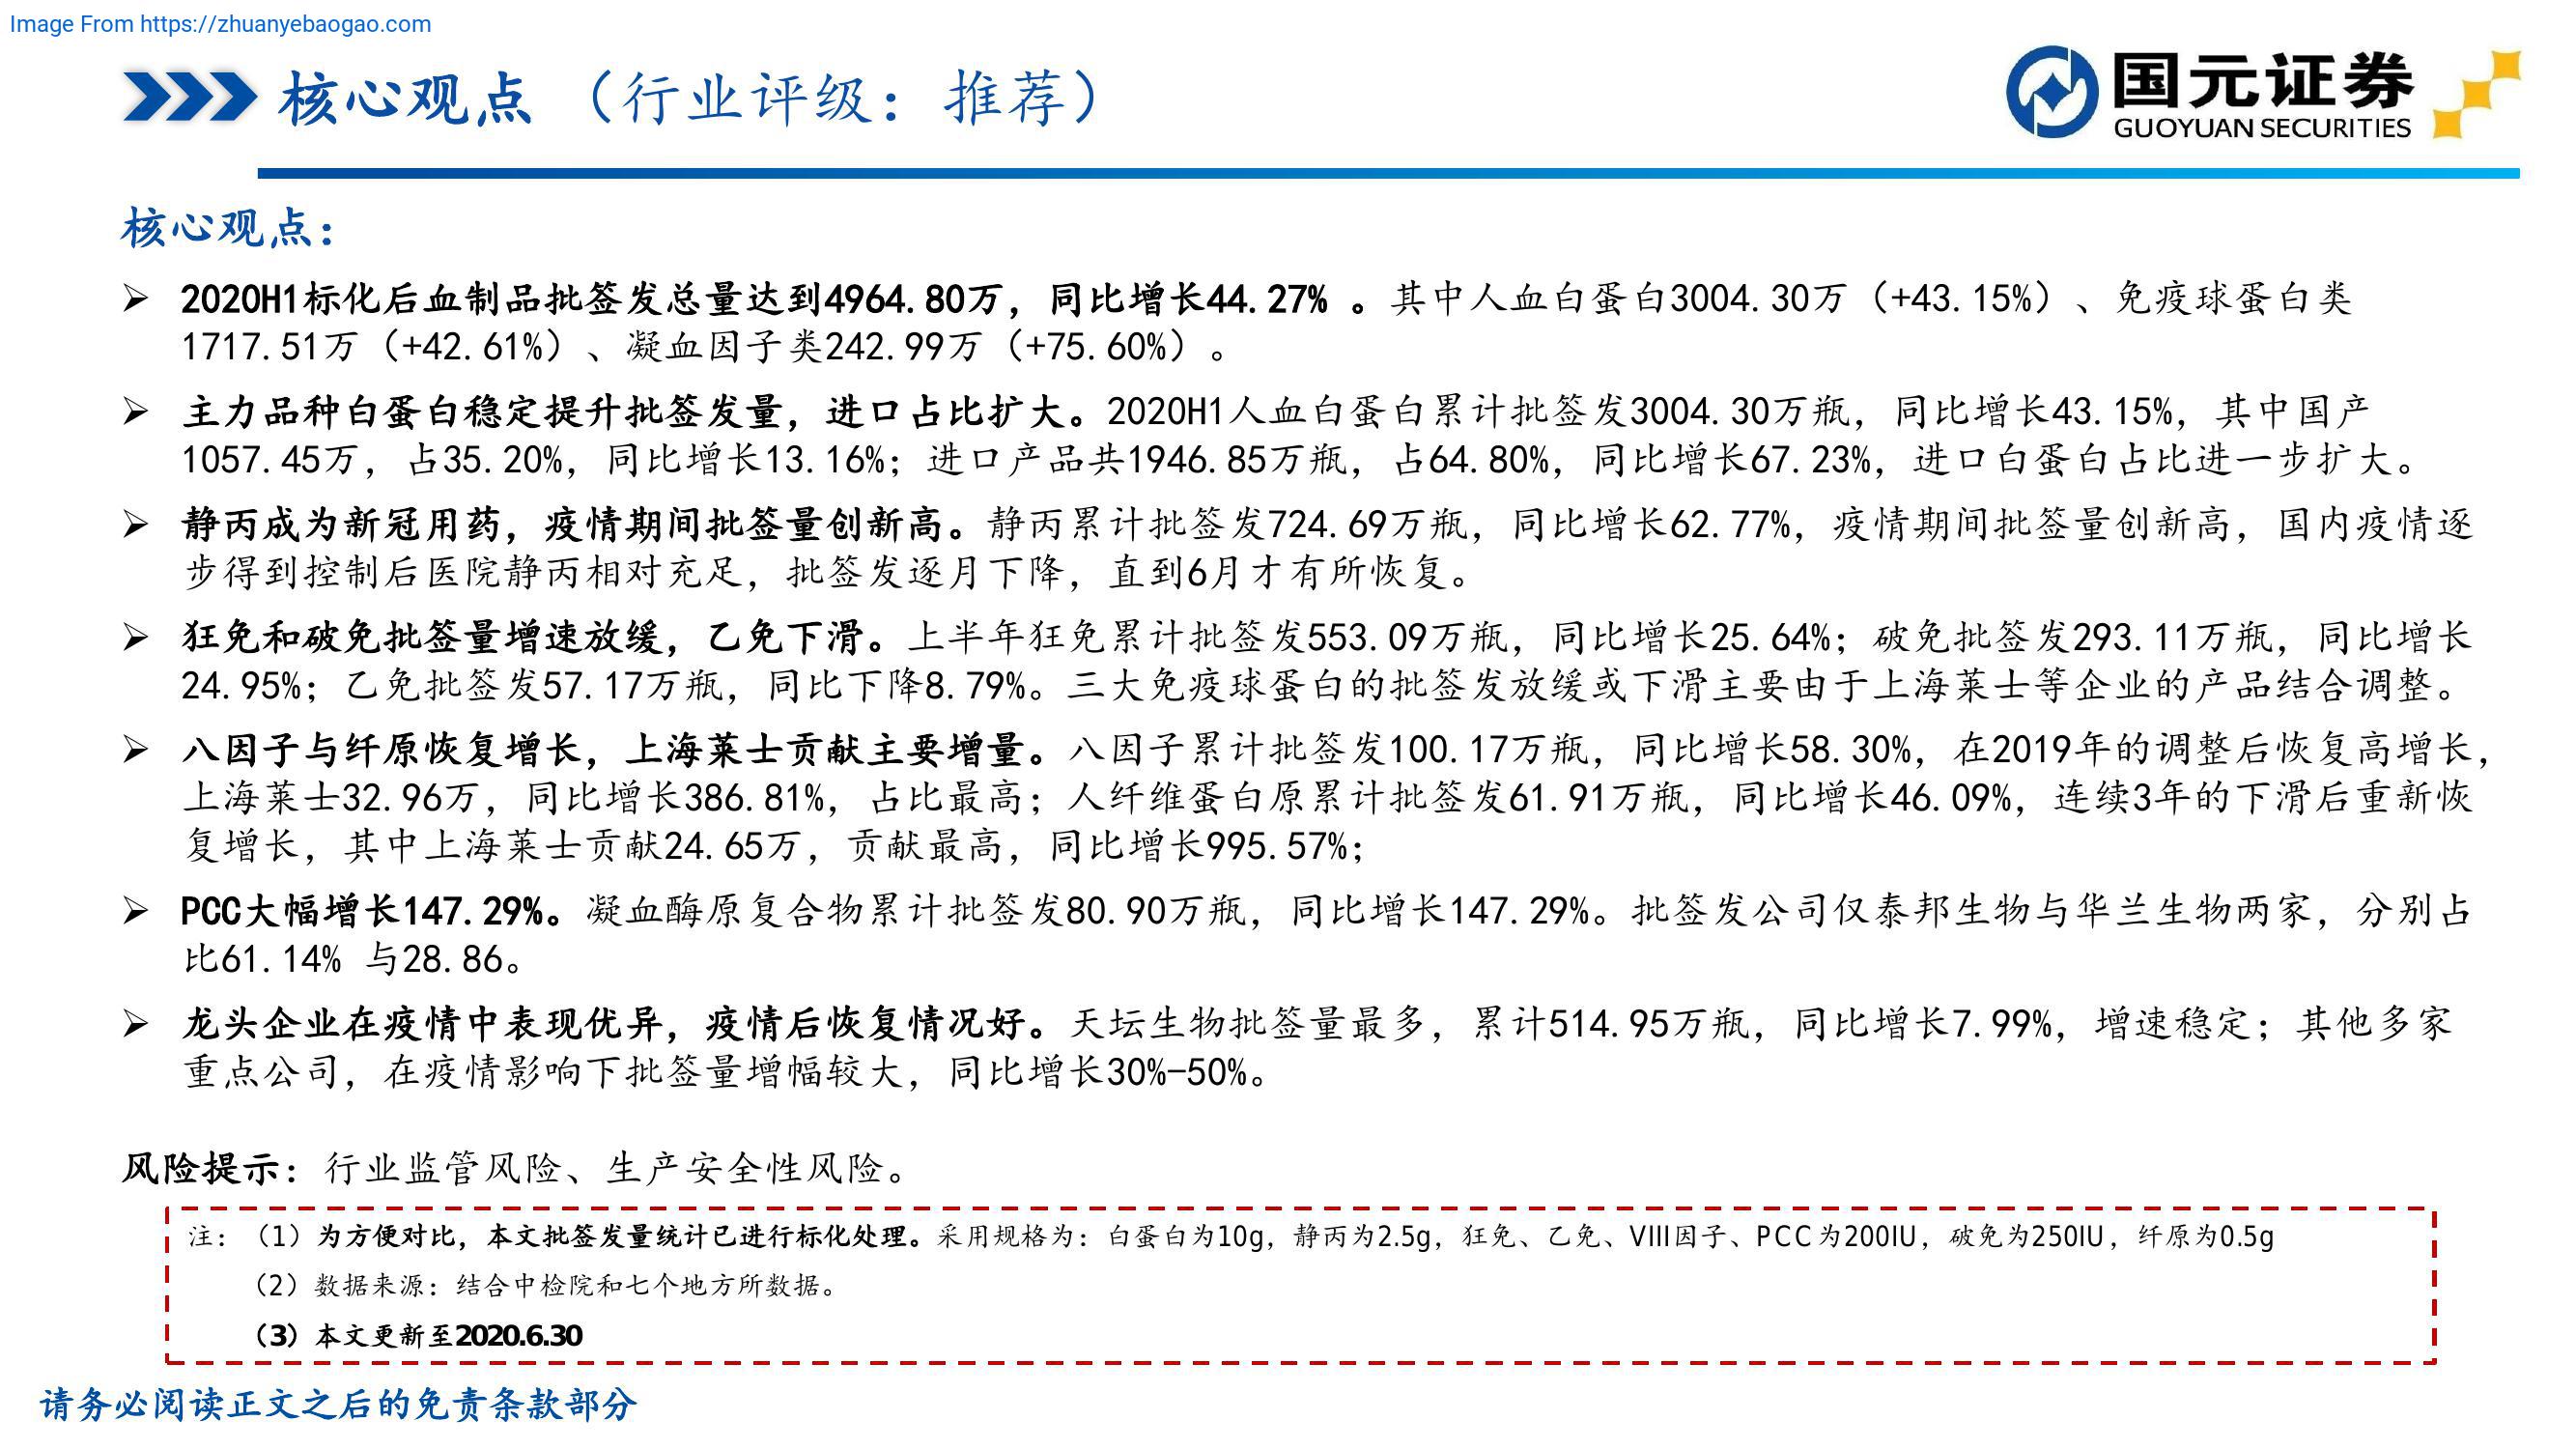 Image From https://zhuanyebaogao.com
核心观点（行业评级：推荐）
国元证券
GUOYUAN SECURITIES
核心观点：
➢ 2020H1标化后血制品批签发总量达到4964.80万，同比增长44.27% 。其中人血白蛋白3004.30万（+43.15%）、免疫球蛋白类
1717.51万（+42.61%）、凝血因子类242.99万（+75.60%）。
➢ 主力品种白蛋白稳定提升批签发量，进口占比扩大。2020H1人血白蛋白累计批签发3004.30万瓶，同比增长43.15%，其中国产
1057.45万，占35.20%，同比增长13.16%；进口产品共1946.85万瓶，占64.80%，同比增长67.23%，进口白蛋白占比进一步扩大。
➢ 静丙成为新冠用药，疫情期间批签量创新高。静丙累计批签发724.69万瓶，同比增长62.77%，疫情期间批签量创新高，国内疫情逐
步得到控制后医院静丙相对充足，批签发逐月下降，直到6月才有所恢复。
➢ 狂免和破免批签量增速放缓，乙免下滑。上半年狂免累计批签发553.09万瓶，同比增长25.64%；破免批签发293.11万瓶，同比增长
24.95%；乙免批签发57.17万瓶，同比下降8.79%。三大免疫球蛋白的批签发放缓或下滑主要由于上海莱士等企业的产品结合调整。
➢ 八因子与纤原恢复增长，上海莱士贡献主要增量。八因子累计批签发100.17万瓶，同比增长58.30%，在2019年的调整后恢复高增长，
上海莱士32.96万，同比增长386.81%，占比最高；人纤维蛋白原累计批签发61.91万瓶，同比增长46.09%，连续3年的下滑后重新恢
复增长，其中上海莱士贡献24.65万，贡献最高，同比增长995.57%；
➢ PCC大幅增长147.29%。凝血酶原复合物累计批签发80.90万瓶，同比增长147.29%。批签发公司仅泰邦生物与华兰生物两家，分别占
比61.14% 与28.86。
➢ 龙头企业在疫情中表现优异，疫情后恢复情况好。天坛生物批签量最多，累计514.95万瓶，同比增长7.99%，增速稳定；其他多家
重点公司，在疫情影响下批签量增幅较大，同比增长30%-50%。
风险提示：行业监管风险、生产安全性风险。
注：（1）为方便对比，本文批签发量统计已进行标化处理。采用规格为：白蛋白为10g，静丙为2.5g，狂免、乙免、VIII因子、PCC为200IU，破免为250IU，纤原为0.5g
（2）数据来源：结合中检院和七个地方所数据。
（3）本文更新至2020.6.30
请务必阅读正文之后的免责条款部分